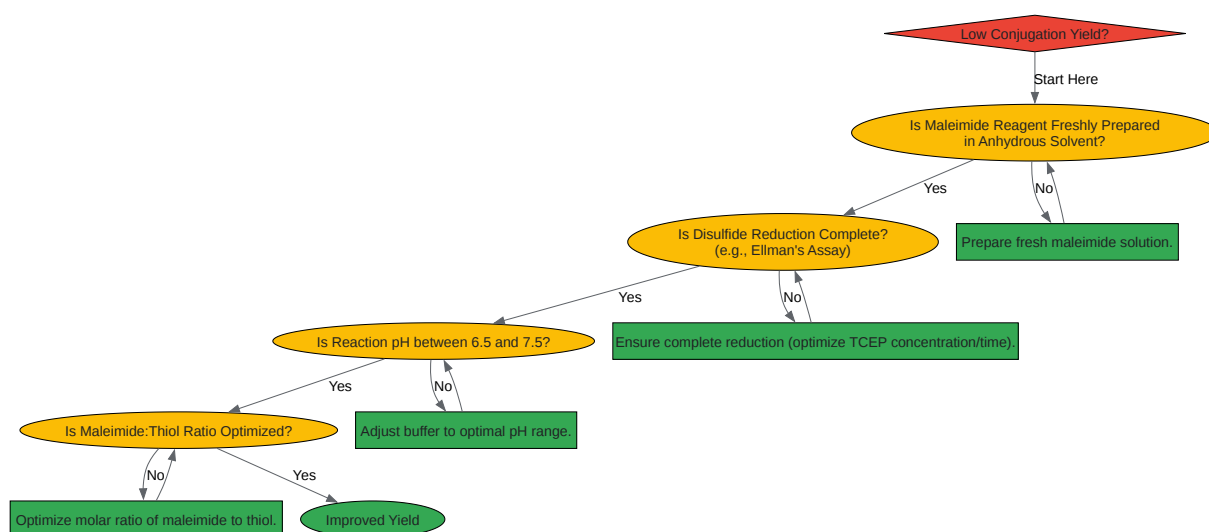 Low Conjugation Yield?
Start Here
Is Maleimide Reagent Freshly Prepared
in Anhydrous Solvent?
Yes
No
Prepare fresh maleimide solution.
Is Disulfide Reduction Complete?
(e.g., Ellman's Assay)
Yes
No
Ensure complete reduction (optimize TCEP concentration/time).
Is Reaction pH between 6.5 and 7.5?
Yes
No
Adjust buffer to optimal pH range.
Is Maleimide:Thiol Ratio Optimized?
No
Yes
Optimize molar ratio of maleimide to thiol.
Improved Yield